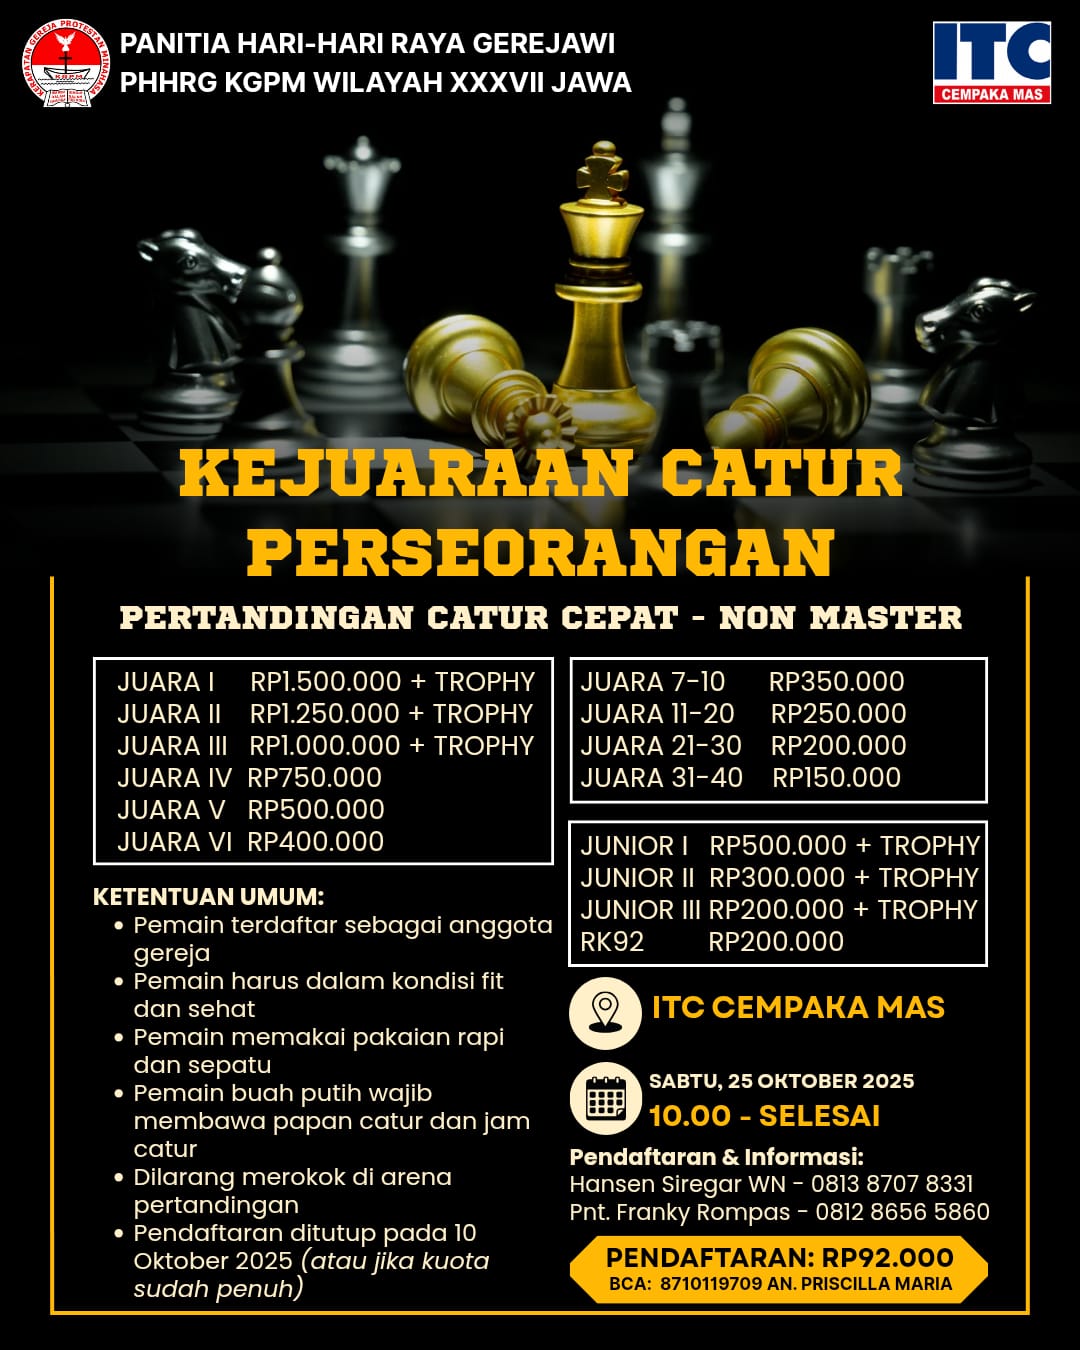 KERAPATAN GEREJA PROTESTAN MINAHASA
KGPM
PANITIA HARI-HARI RAYA GEREJAWI
PHHRG KGPM WILAYAH XXXVII JAWA
ITC
CEMPAKA MAS
KEJUARAAN CATUR
PERSEORANGAN
PERTANDINGAN CATUR CEPAT - NON MASTER
JUARA I RP1.500.000 + TROPHY
JUARA II RP1.250.000 + TROPHY
JUARA III RP1.000.000 + TROPHY
JUARA IV RP750.000
JUARA V RP500.000
JUARA VI RP400.000
JUARA 7-10 RP350.000
JUARA 11-20 RP250.000
JUARA 21-30 RP200.000
JUARA 31-40 RP150.000
JUNIOR I RP500.000 + TROPHY
JUNIOR II RP300.000 + TROPHY
JUNIOR III RP200.000 + TROPHY
RK92 RP200.000
KETENTUAN UMUM:
• Pemain terdaftar sebagai anggota
gereja
• Pemain harus dalam kondisi fit
dan sehat
• Pemain memakai pakaian rapi
dan sepatu
• Pemain buah putih wajib
membawa papan catur dan jam
catur
• Dilarang merokok di arena
pertandingan
• Pendaftaran ditutup pada 10
Oktober 2025 (atau jika kuota
sudah penuh)
ITC CEMPAKA MAS
SABTU, 25 OKTOBER 2025
10.00 - SELESAI
Pendaftaran & Informasi:
Hansen Siregar WN - 0813 8707 8331
Pnt. Franky Rompas - 0812 8656 5860
PENDAFTARAN: RP92.000
BCA: 8710119709 AN. PRISCILLA MARIA